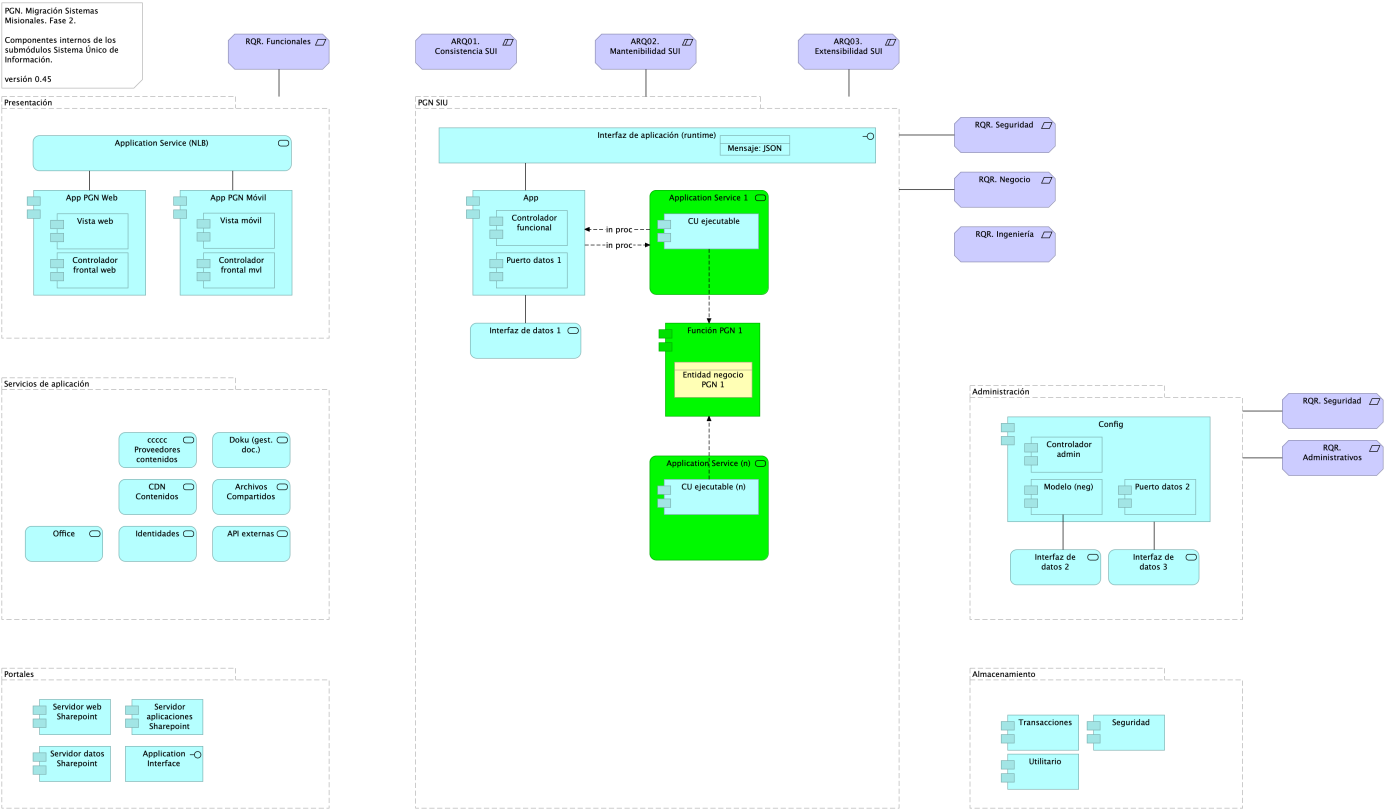 PGN. Migración Sistemas
Misionales. Fase 2.
Componentes internos de los
submódulos Sistema Único de
Información.
versión 0.45
RQR. Funcionales
ARQ01.
Consistencia SUI
ARQ02.
Mantenibilidad SUI
ARQ03.
Extensibilidad SUI
Presentación
Application Service (NLB)
App PGN Web
Vista web
Controlador
frontal web
App PGN Móvil
Vista móvil
Controlador
frontal mvl
PGN SIU
Interfaz de aplicación (runtime)
Mensaje: JSON
App
Controlador
funcional
Puerto datos 1
Interfaz de datos 1
in proc
in proc
Application Service 1
CU ejecutable
Función PGN 1
Entidad negocio
PGN 1
Application Service (n)
CU ejecutable (n)
RQR. Seguridad
RQR. Negocio
RQR. Ingeniería
Servicios de aplicación
ccccc
Proveedores
contenidos
Doku (gest.
doc.)
CDN
Contenidos
Archivos
Compartidos
Office
Identidades
API externas
Administración
Config
Controlador
admin
Modelo (neg)
Puerto datos 2
Interfaz de
datos 2
Interfaz de
datos 3
RQR. Seguridad
RQR.
Administrativos
Portales
Servidor web
Sharepoint
Servidor
aplicaciones
Sharepoint
Servidor datos
Sharepoint
Application
Interface
Almacenamiento
Transacciones
Seguridad
Utilitario